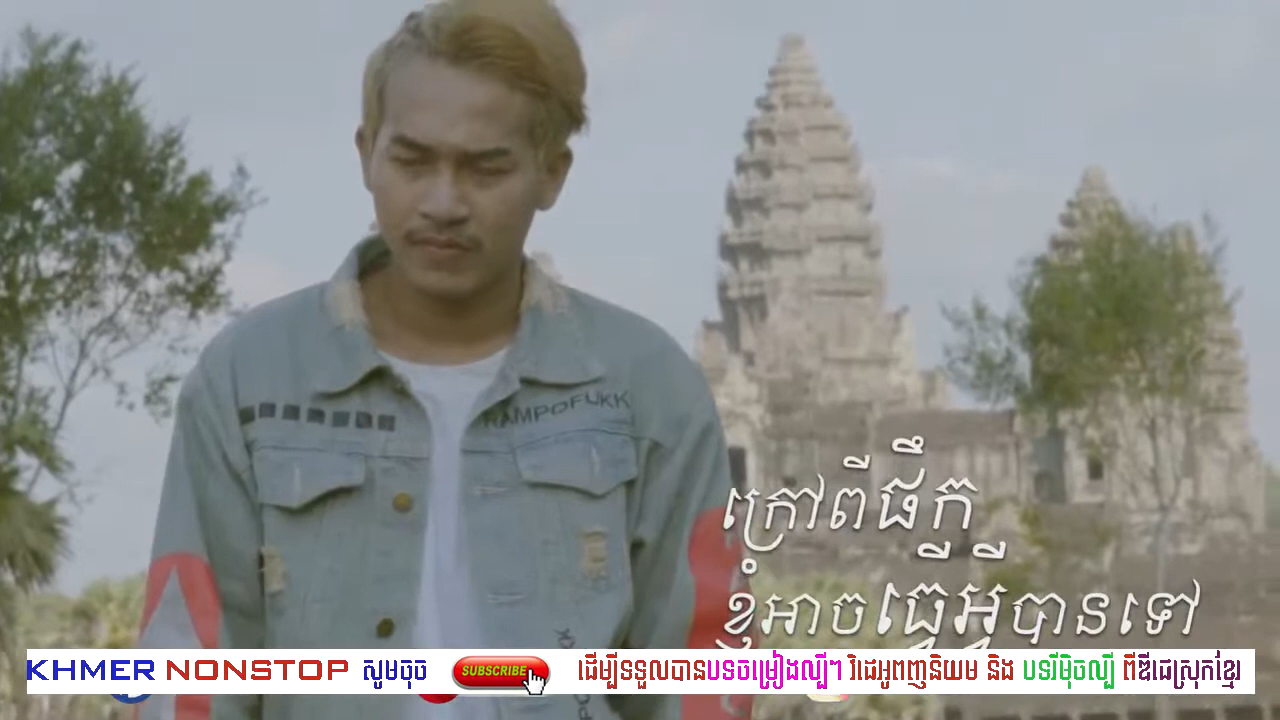 RAMPOFUKK
ក្រៅពីផឹក
ខ្ញុំអាចធ្វើអ្វីបានទៅ
KHMER NONSTOP សូមចុច SUBSCRIBE ដើម្បីទទួលបានបទចម្រៀងល្បីៗ វិដេអូពេញនិយម និង បទរីមិុចល្បី ពីឌីជេស្រុកខ្មែរ